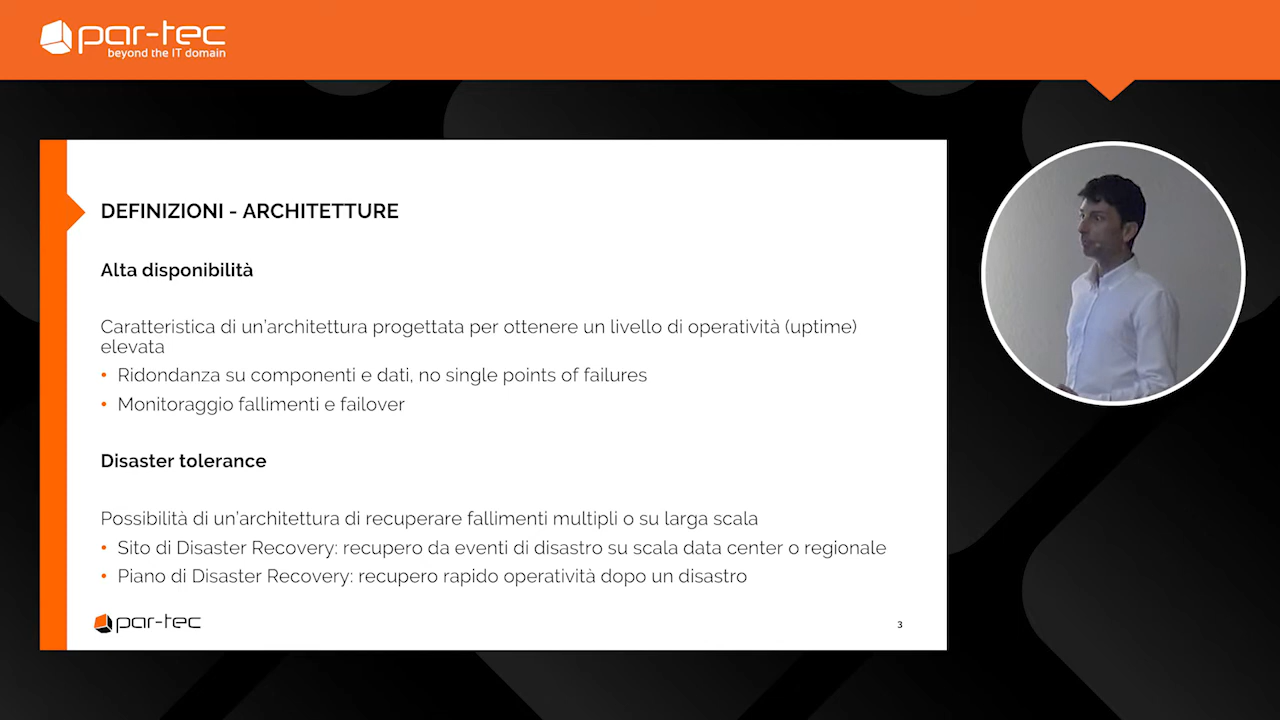 par-tec
beyond the IT domain
DEFINIZIONI - ARCHITETTURE
Alta disponibilità
Caratteristica di un'architettura progettata per ottenere un livello di operatività (uptime)
elevata
• Ridondanza su componenti e dati, no single points of failures
• Monitoraggio fallimenti e failover
Disaster tolerance
Possibilità di un'architettura di recuperare fallimenti multipli o su larga scala
• Sito di Disaster Recovery: recupero da eventi di disastro su scala data center o regionale
• Piano di Disaster Recovery: recupero rapido operatività dopo un disastro
par-tec
3